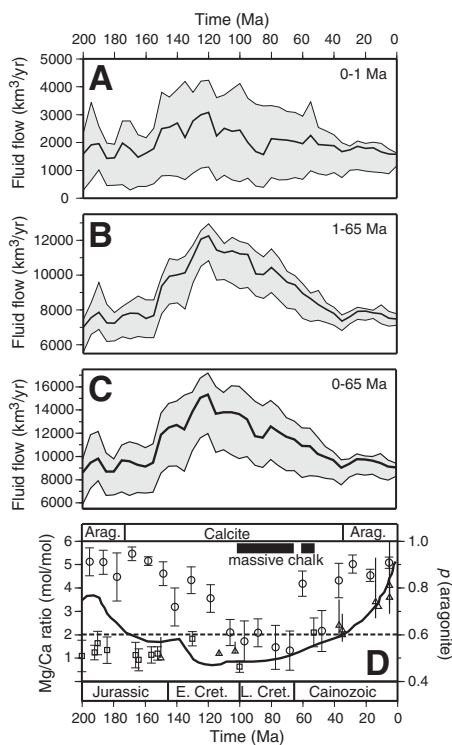 Time (Ma)
200 180 160 140 120 100 80 60 40 20 0
A
0-1 Ma
5000
4000
3000
2000
1000
0
Fluid flow (km3/yr)
B
1-65 Ma
12000
10000
8000
6000
Fluid flow (km3/yr)
C
0-65 Ma
16000
14000
12000
10000
8000
6000
Fluid flow (km3/yr)
Arag. Calcite Arag.
massive chalk
6
5
4
3
2
1
0
Mg/Ca ratio (mol/mol)
1.0
0.8
0.6
0.4
p (aragonite)
D
Jurassic E. Cret. L. Cret. Cainozoic
200 180 160 140 120 100 80 60 40 20 0
Time (Ma)